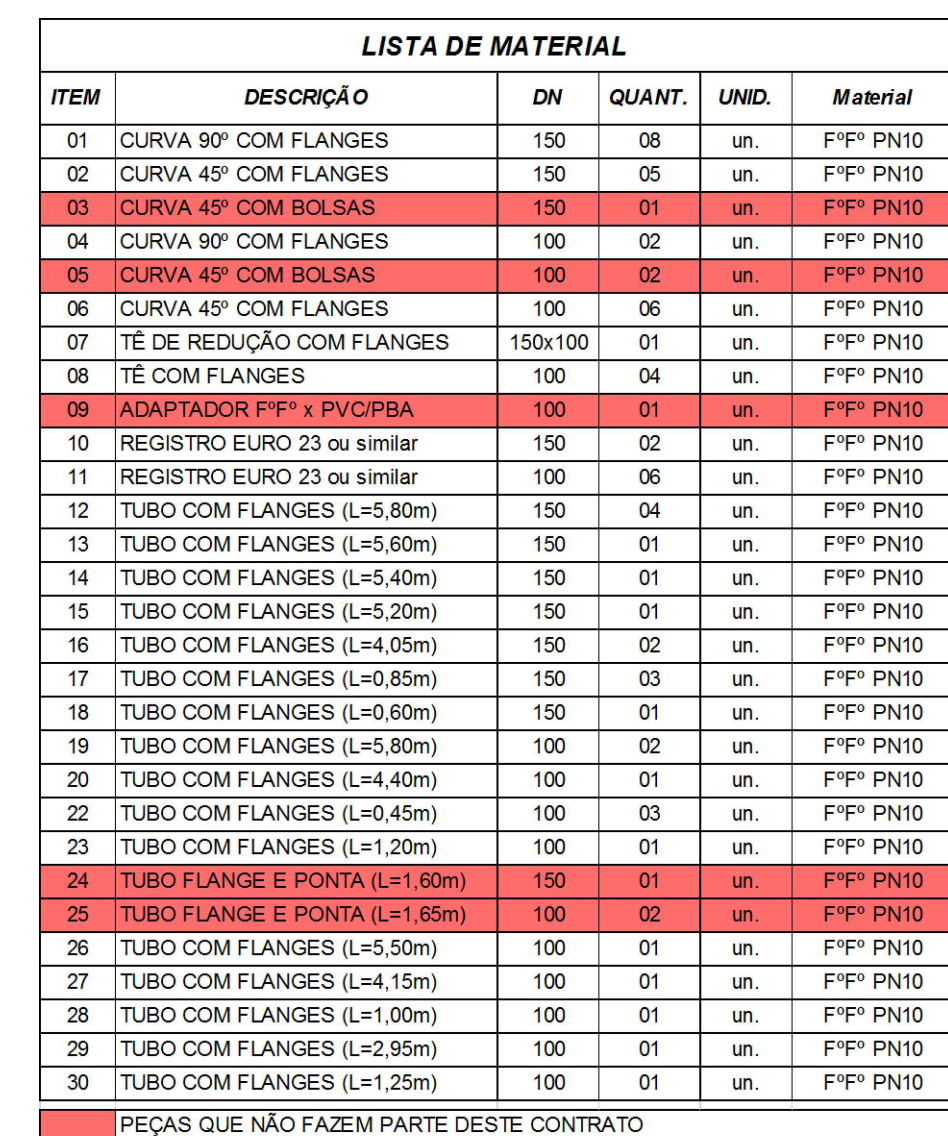 LISTA DE MATERIAL
ITEM DESCRIÇÃO DN QUANT. UNID. Material
01 CURVA 90º COM FLANGES 150 08 un. FºFº PN10
02 CURVA 45º COM FLANGES 150 05 un. FºFº PN10
03 CURVA 45º COM BOLSAS 150 01 un. FºFº PN10
04 CURVA 90º COM FLANGES 100 02 un. FºFº PN10
05 CURVA 45º COM BOLSAS 100 02 un. FºFº PN10
06 CURVA 45º COM FLANGES 100 06 un. FºFº PN10
07 TÊ DE REDUÇÃO COM FLANGES 150x100 01 un. FºFº PN10
08 TÊ COM FLANGES 100 04 un. FºFº PN10
09 ADAPTADOR FºFº x PVC/PBA 100 01 un. FºFº PN10
10 REGISTRO EURO 23 ou similar 150 02 un. FºFº PN10
11 REGISTRO EURO 23 ou similar 100 06 un. FºFº PN10
12 TUBO COM FLANGES (L=5,80m) 150 04 un. FºFº PN10
13 TUBO COM FLANGES (L=5,60m) 150 01 un. FºFº PN10
14 TUBO COM FLANGES (L=5,40m) 150 01 un. FºFº PN10
15 TUBO COM FLANGES (L=5,20m) 150 01 un. FºFº PN10
16 TUBO COM FLANGES (L=4,05m) 150 02 un. FºFº PN10
17 TUBO COM FLANGES (L=0,85m) 150 03 un. FºFº PN10
18 TUBO COM FLANGES (L=0,60m) 150 01 un. FºFº PN10
19 TUBO COM FLANGES (L=5,80m) 100 02 un. FºFº PN10
20 TUBO COM FLANGES (L=4,40m) 100 01 un. FºFº PN10
22 TUBO COM FLANGES (L=0,45m) 100 03 un. FºFº PN10
23 TUBO COM FLANGES (L=1,20m) 100 01 un. FºFº PN10
24 TUBO FLANGE E PONTA (L=1,60m) 150 01 un. FºFº PN10
25 TUBO FLANGE E PONTA (L=1,65m) 100 02 un. FºFº PN10
26 TUBO COM FLANGES (L=5,50m) 100 01 un. FºFº PN10
27 TUBO COM FLANGES (L=4,15m) 100 01 un. FºFº PN10
28 TUBO COM FLANGES (L=1,00m) 100 01 un. FºFº PN10
29 TUBO COM FLANGES (L=2,95m) 100 01 un. FºFº PN10
30 TUBO COM FLANGES (L=1,25m) 100 01 un. FºFº PN10
PEÇAS QUE NÃO FAZEM PARTE DESTE CONTRATO